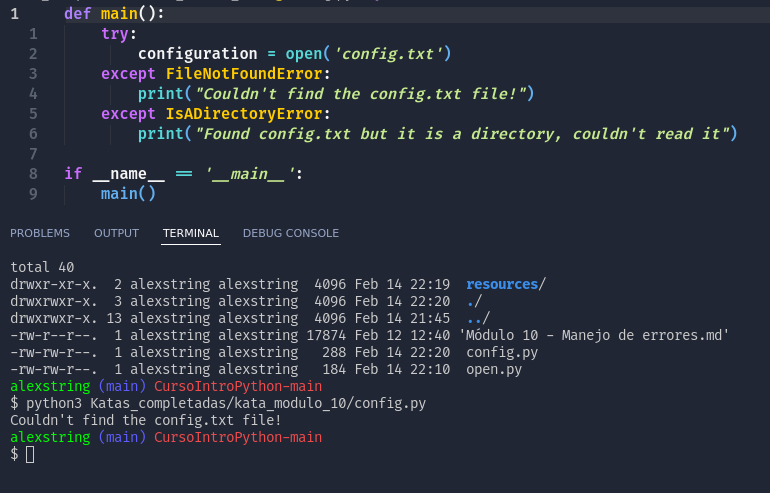 1 def main():
1 try:
2 configuration = open('config.txt')
3 except FileNotFoundError:
4 print("Couldn't find the config.txt file!")
5 except IsADirectoryError:
6 print("Found config.txt but it is a directory, couldn't read it")
7
8 if __name__ == '__main__':
9 main()
PROBLEMS OUTPUT TERMINAL DEBUG CONSOLE
total 40
drwxr-xr-x. 2 alexstring alexstring 4096 Feb 14 22:19 resources/
drwxrwxr-x. 3 alexstring alexstring 4096 Feb 14 22:20 ./
drwxrwxr-x. 13 alexstring alexstring 4096 Feb 14 21:45 ../
-rw-r--r--. 1 alexstring alexstring 17874 Feb 12 12:40 'Módulo 10 - Manejo de errores.md'
-rw-rw-r--. 1 alexstring alexstring 288 Feb 14 22:20 config.py
-rw-rw-r--. 1 alexstring alexstring 184 Feb 14 22:10 open.py
alexstring (main) CursoIntroPython-main
$ python3 Katas_completadas/kata_modulo_10/config.py
Couldn't find the config.txt file!
alexstring (main) CursoIntroPython-main
$